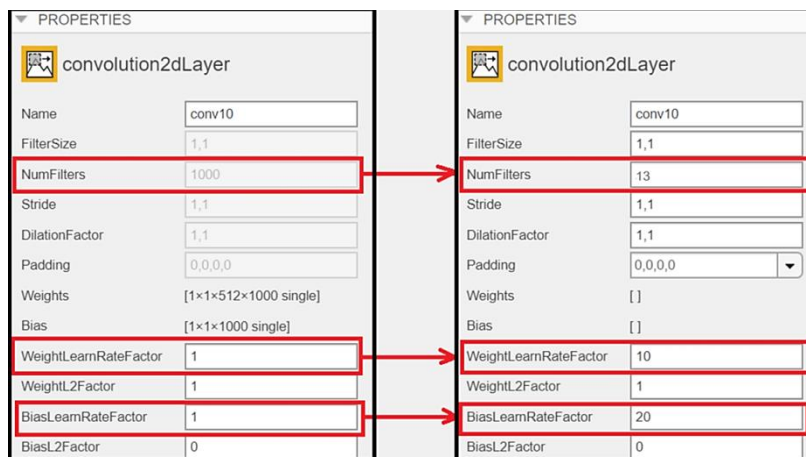 PROPERTIES
convolution2dLayer
Name conv10
FilterSize 1,1
NumFilters 1000
Stride 1,1
DilationFactor 1,1
Padding 0,0,0,0
Weights [1×1×512×1000 single]
Bias [1×1×1000 single]
WeightLearnRateFactor 1
WeightL2Factor 1
BiasLearnRateFactor 1
BiasL2Factor 0
PROPERTIES
convolution2dLayer
Name conv10
FilterSize 1,1
NumFilters 13
Stride 1,1
DilationFactor 1,1
Padding 0,0,0,0
Weights [ ]
Bias [ ]
WeightLearnRateFactor 10
WeightL2Factor 1
BiasLearnRateFactor 20
BiasL2Factor 0